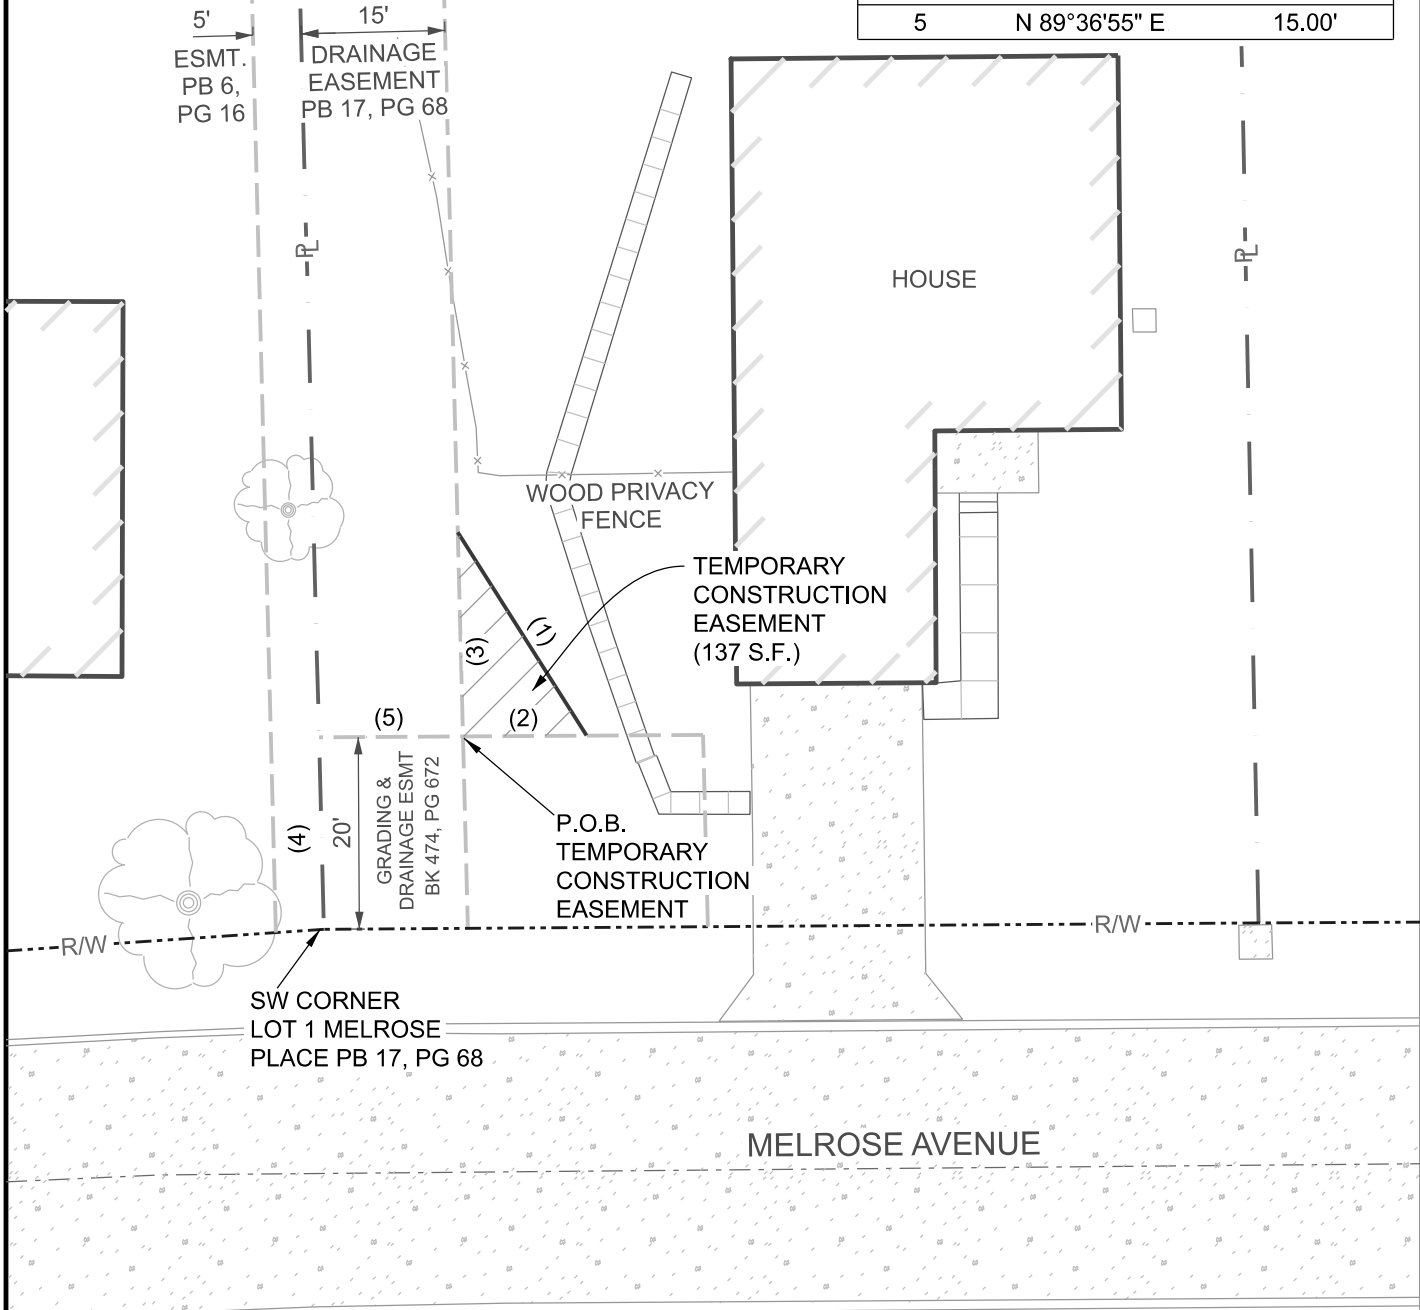 5 N 89°36'55" E 15.00'
5'
ESMT.
PB 6,
PG 16
15'
DRAINAGE
EASEMENT
PB 17, PG 68
PL
PL
HOUSE
WOOD PRIVACY
FENCE
TEMPORARY
CONSTRUCTION
EASEMENT
(137 S.F.)
(1)
(3)
(2)
(5)
(4)
20'
GRADING &
DRAINAGE ESMT
BK 474, PG 672
P.O.B.
TEMPORARY
CONSTRUCTION
EASEMENT
R/W
R/W
SW CORNER
LOT 1 MELROSE
PLACE PB 17, PG 68
MELROSE AVENUE